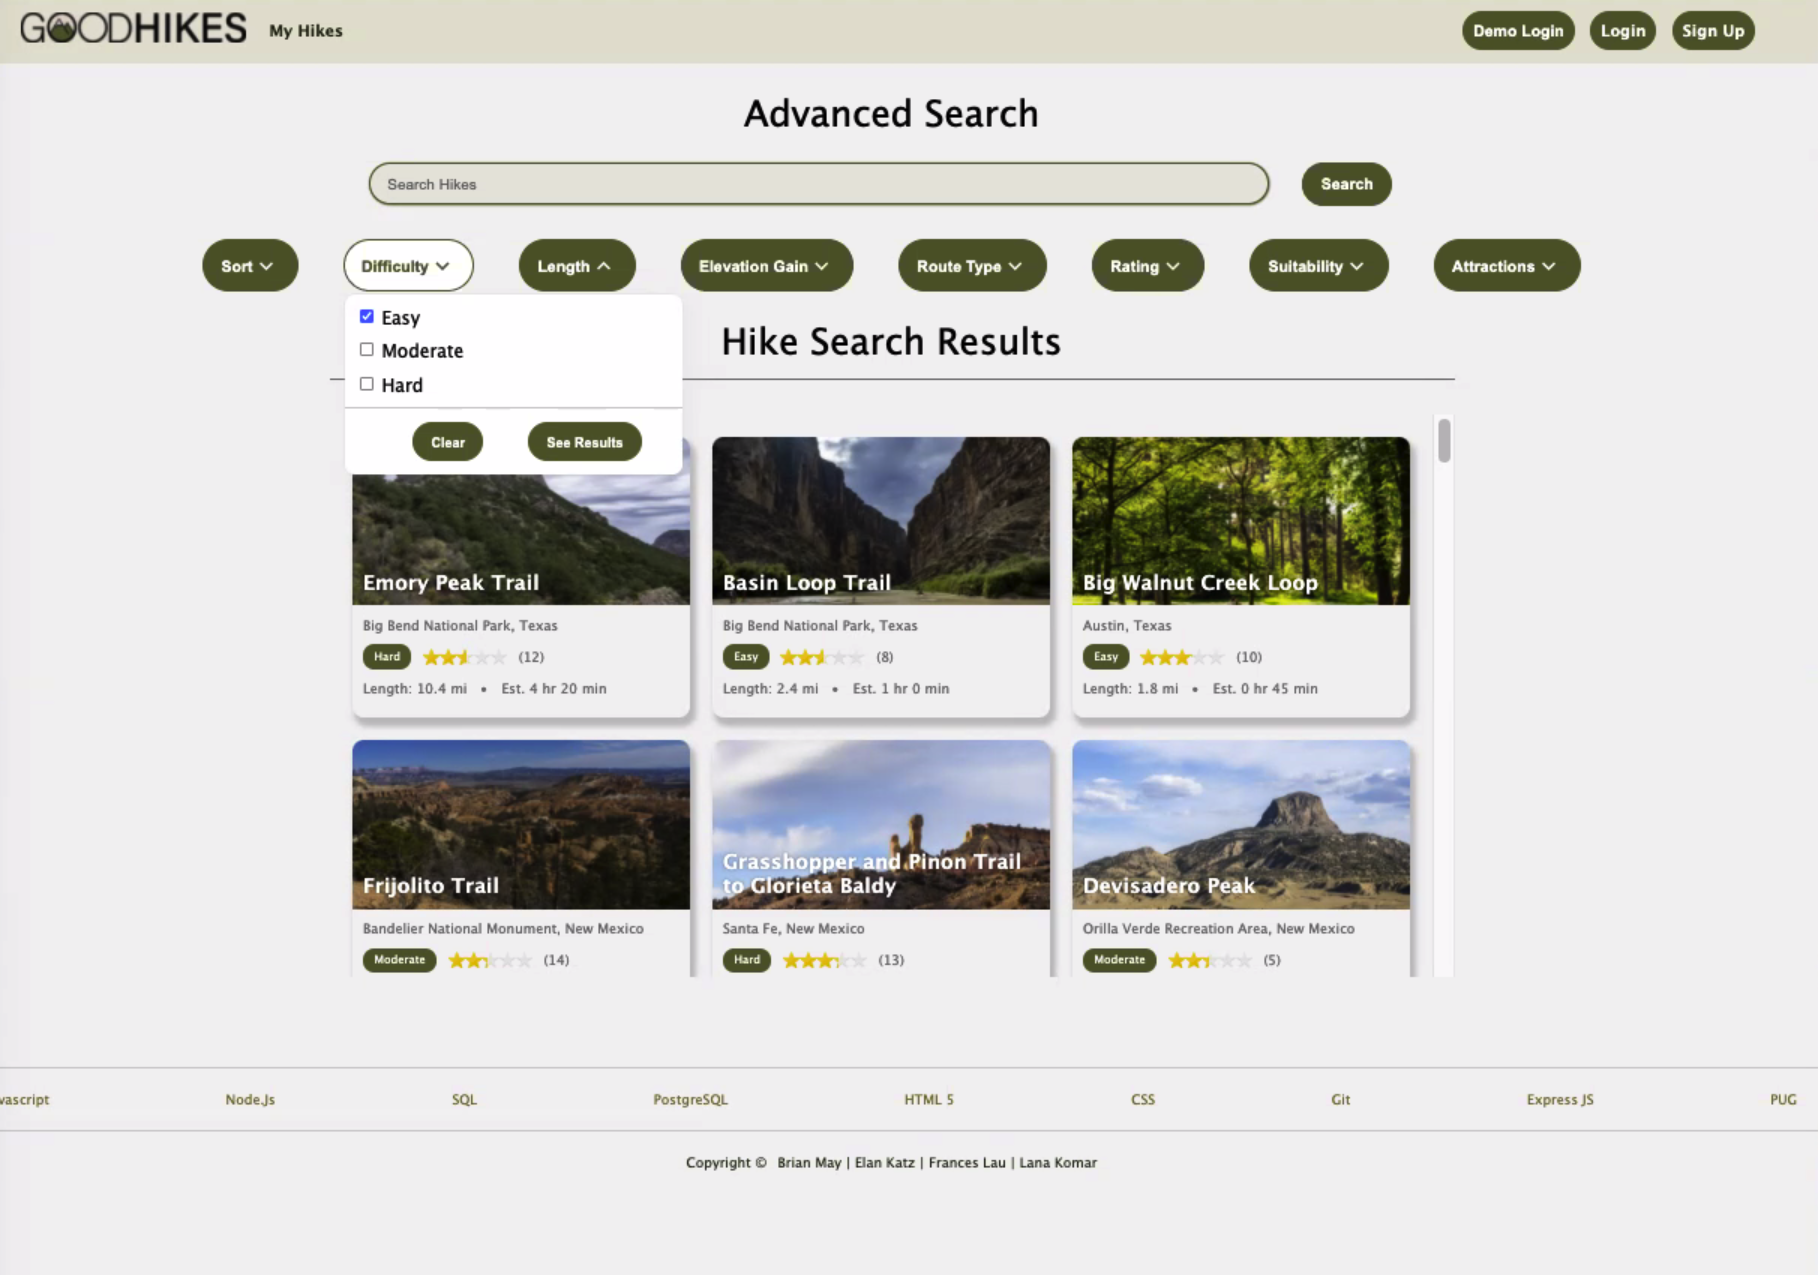 GOODHIKES My Hikes Demo Login Login Sign Up
Advanced Search
Search Hikes Search
Sort Difficulty Length Elevation Gain Route Type Rating Suitability Attractions
Easy
Moderate
Hard
Clear See Results
Hike Search Results
Emory Peak Trail
Big Bend National Park, Texas
Hard (12)
Length: 10.4 mi • Est. 4 hr 20 min
Basin Loop Trail
Big Bend National Park, Texas
Easy (8)
Length: 2.4 mi • Est. 1 hr 0 min
Big Walnut Creek Loop
Austin, Texas
Easy (10)
Length: 1.8 mi • Est. 0 hr 45 min
Frijolito Trail
Bandelier National Monument, New Mexico
Moderate (14)
Grasshopper and Pinon Trail
to Glorieta Baldy
Santa Fe, New Mexico
Hard (13)
Devisadero Peak
Orilla Verde Recreation Area, New Mexico
Moderate (5)
vascript Node.Js SQL PostgreSQL HTML 5 CSS Git Express JS PUG
Copyright © Brian May | Elan Katz | Frances Lau | Lana Komar